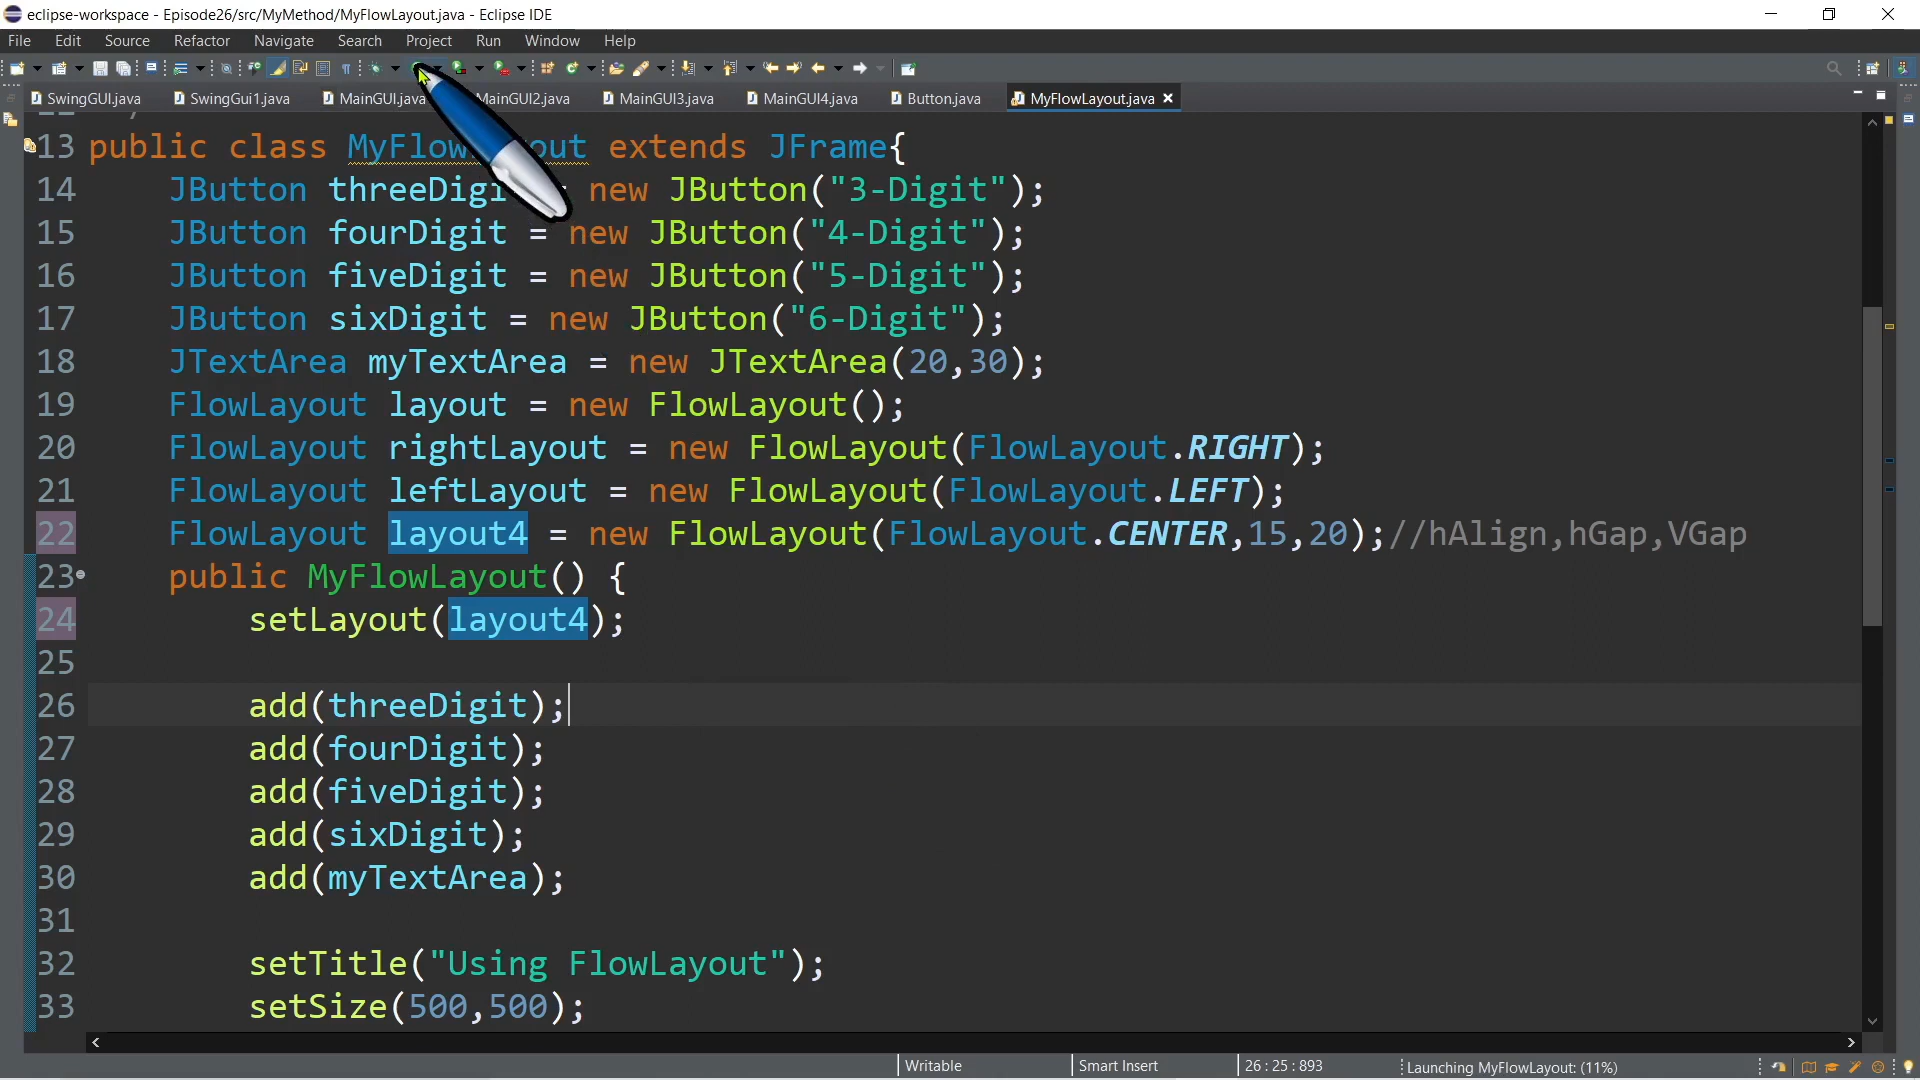 eclipse-workspace - Episode26/src/MyMethod/MyFlowLayout.java - Eclipse IDE
File Edit Source Refactor Navigate Search Project Run Window Help
SwingGUI.java SwingGui1.java MainGUI.java MainGUI2.java MainGUI3.java MainGUI4.java Button.java MyFlowLayout.java
13 public class extends JFrame{
14 JButton new JButton("3-Digit");
15 JButton fourDigit = new JButton("4-Digit");
16 JButton fiveDigit = new JButton("5-Digit");
17 JButton sixDigit = new JButton("6-Digit");
18 JTextArea myTextArea = new JTextArea(20,30);
19 FlowLayout layout = new FlowLayout();
20 FlowLayout rightLayout = new FlowLayout(FlowLayout.RIGHT);
21 FlowLayout leftLayout = new FlowLayout(FlowLayout.LEFT);
22 FlowLayout layout4 = new FlowLayout(FlowLayout.CENTER,15,20);//hAlign,hGap,VGap
23 public MyFlowLayout() {
24 setLayout(layout4);
25
26 add(threeDigit);
27 add(fourDigit);
28 add(fiveDigit);
29 add(sixDigit);
30 add(myTextArea);
31
32 setTitle("Using FlowLayout");
33 setSize(500,500);
Writable Smart Insert 26 : 25 : 893 Launching MyFlowLayout: (11%)